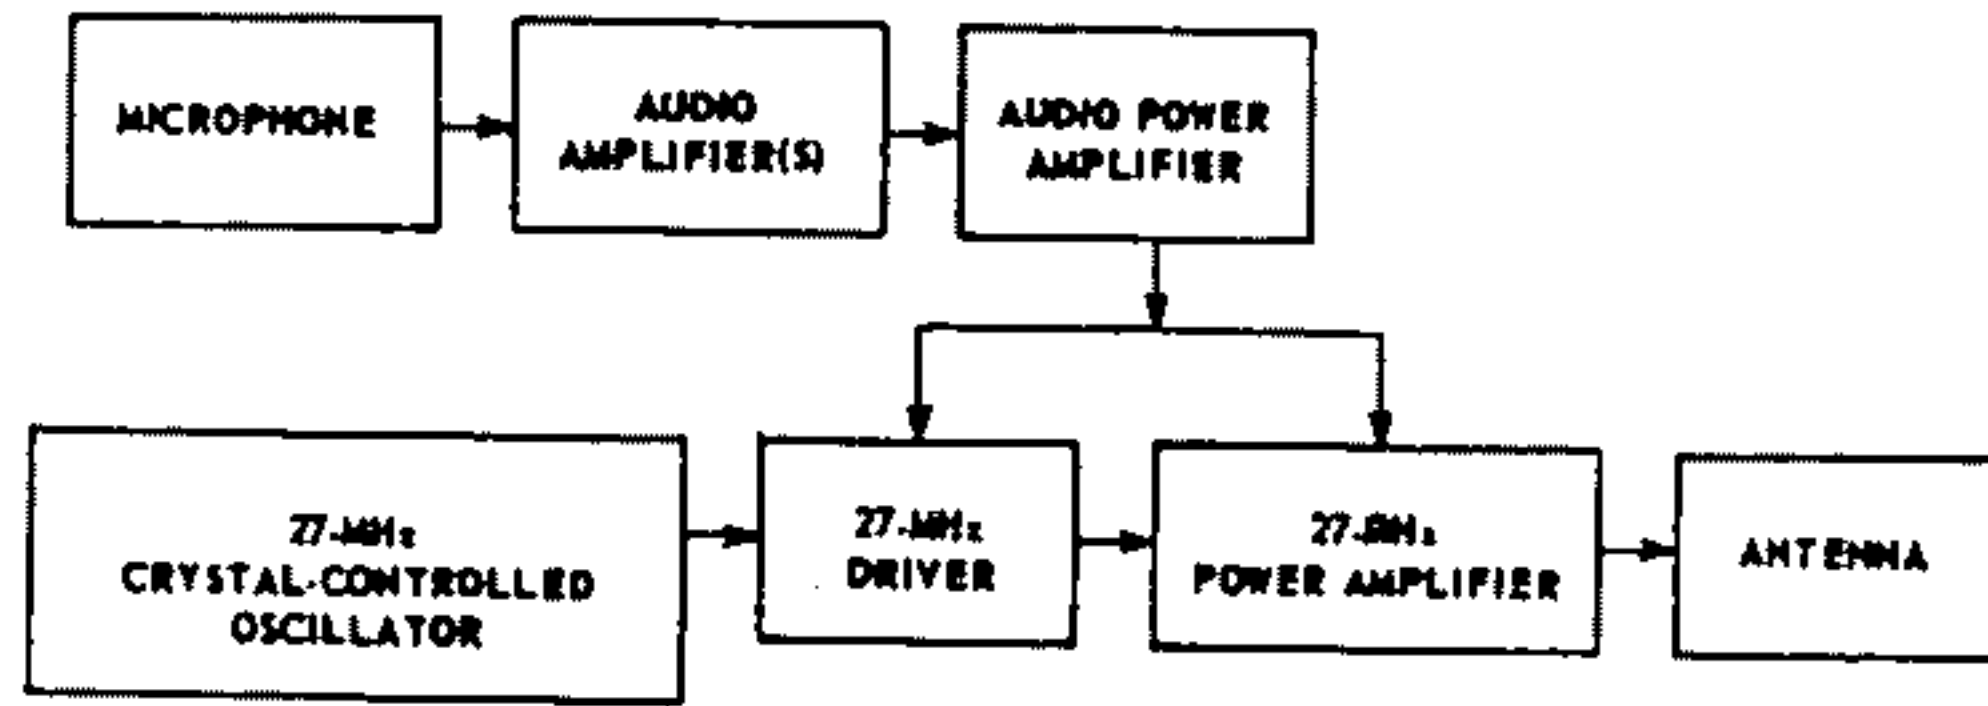 MICROPHONE
AUDIO
AMPLIFIER(S)
AUDIO POWER
AMPLIFIER
27-MHz
CRYSTAL-CONTROLLED
OSCILLATOR
27-MHz
DRIVER
27-MHz
POWER AMPLIFIER
ANTENNA